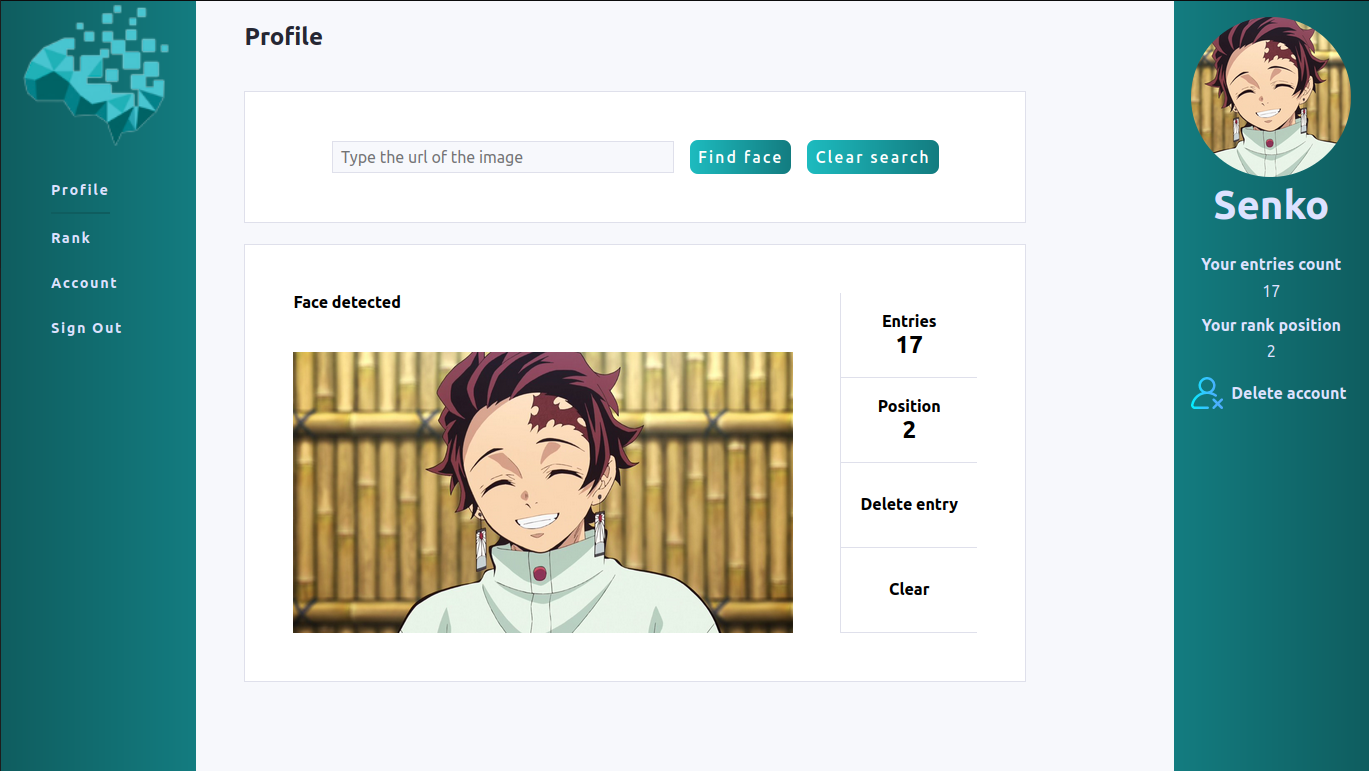 Profile
Rank
Account
Sign Out
Profile
Type the url of the image
Find face
Clear search
Face detected
Entries
17
Position
2
Delete entry
Clear
Senko
Your entries count
17
Your rank position
2
Delete account